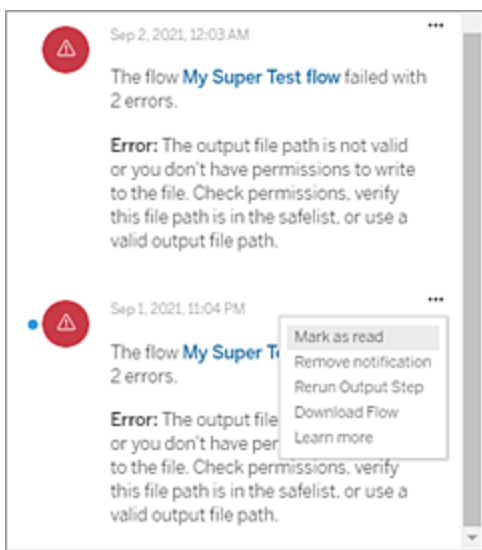 Sep 2, 2021, 12:03 AM
The flow My Super Test flow failed with
2 errors.
Error: The output file path is not valid
or you don't have permissions to write
to the file. Check permissions, verify
this file path is in the safelist, or use a
valid output file path.
Sep 1, 2021, 11:04 PM
The flow My Super
2 errors.
Error: The output file
or you don't have
to the file. Check permissions, verify
this file path is in the safelist, or use a
valid output file path.
Mark as read
Remove notification
Rerun Output Step
Download Flow
Learn more